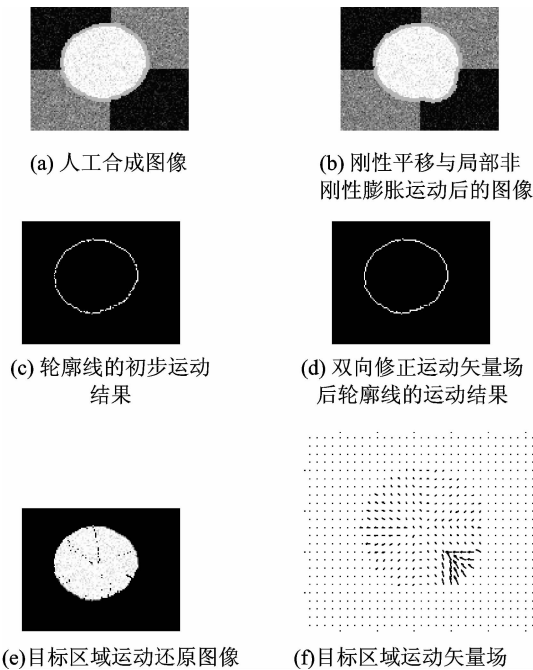 (a) 人工合成图像
(b) 刚性平移与局部非
刚性膨胀运动后的图像
(c) 轮廓线的初步运动
结果
(d) 双向修正运动矢量场
后轮廓线的运动结果
(e)目标区域运动还原图像
(f)目标区域运动矢量场